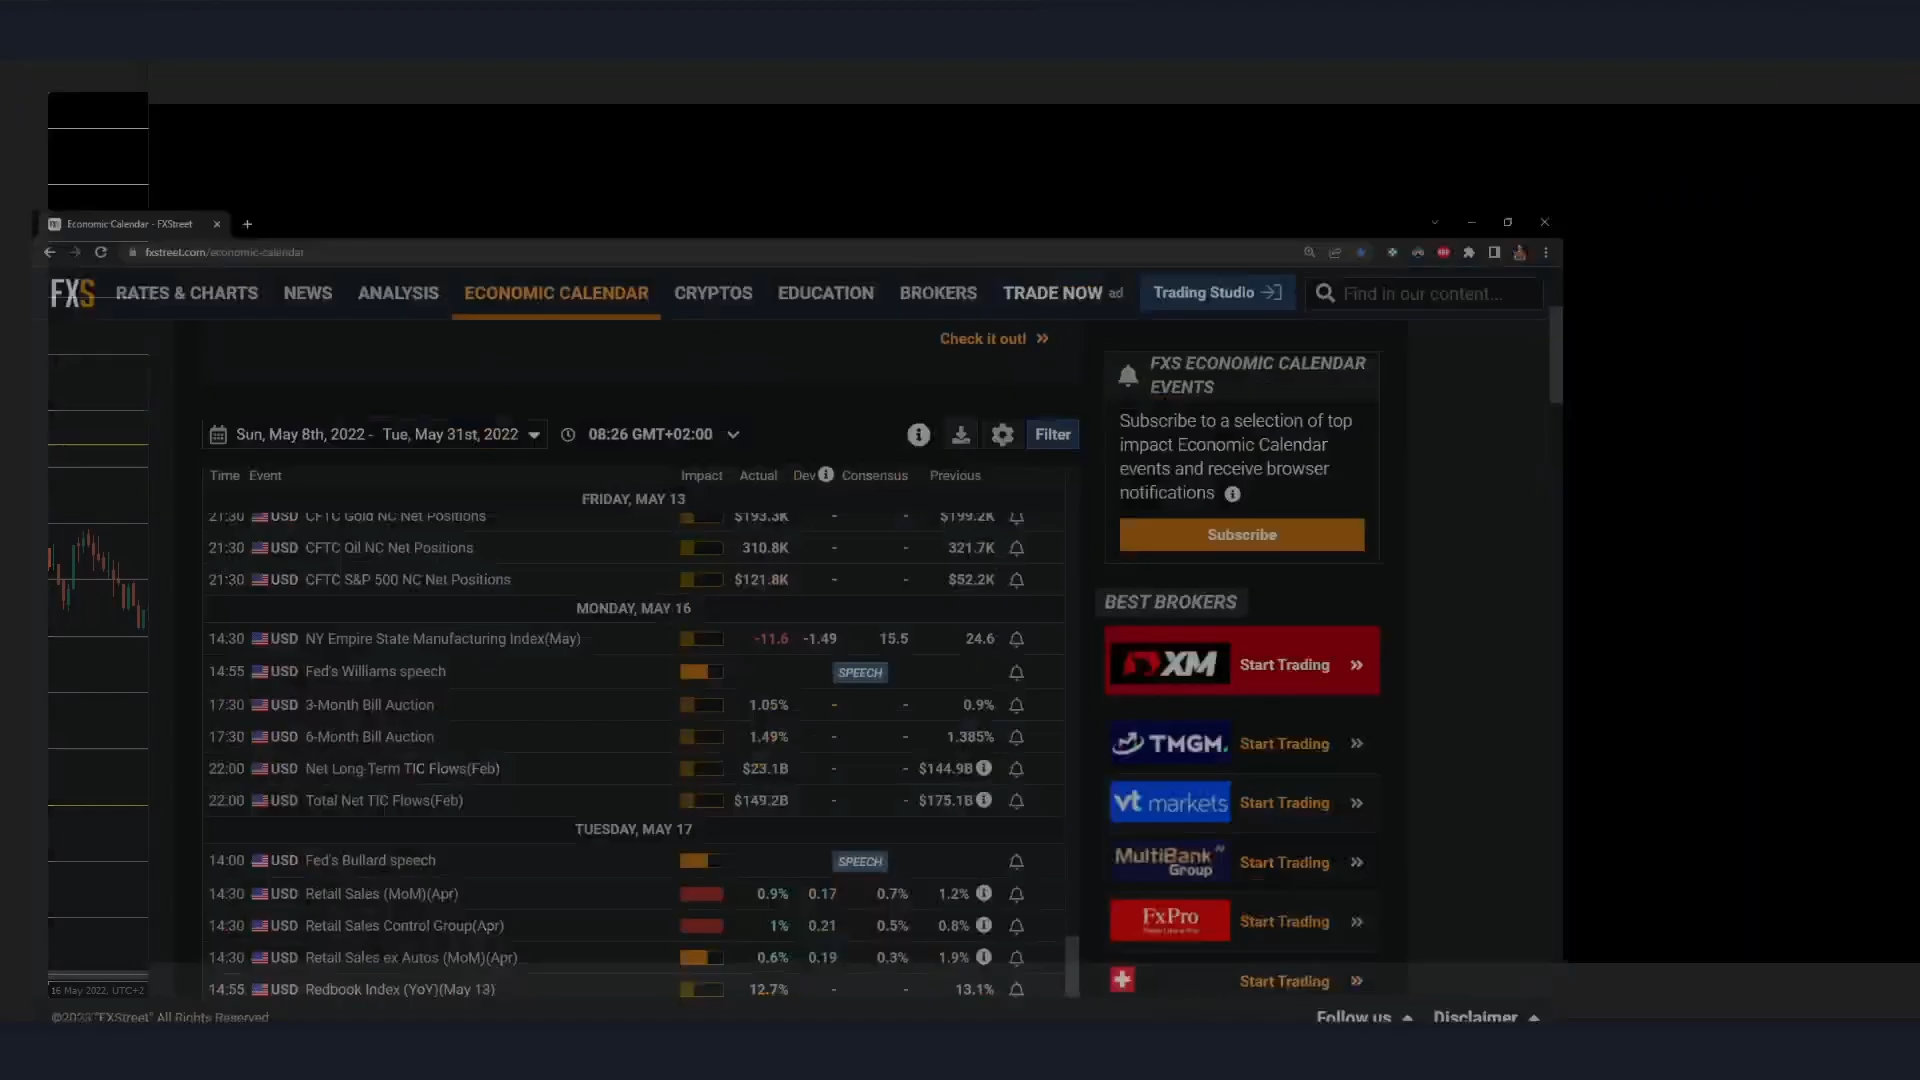 Economic Calendar - FXStreet
fxstreet.com/economic-calendar
FXS RATES & CHARTS NEWS ANALYSIS ECONOMIC CALENDAR CRYPTOS EDUCATION BROKERS TRADE NOW ad Trading Studio Find in our content...
Check it out!
Sun, May 8th, 2022 - Tue, May 31st, 2022 08:26 GMT+02:00 Filter
Time Event Impact Actual Dev Consensus Previous
FRIDAY, MAY 13
21:30 USD CFTC Gold NC Net Positions $193.3K - - $199.2K
21:30 USD CFTC Oil NC Net Positions 310.8K - - 321.7K
21:30 USD CFTC S&P 500 NC Net Positions $121.8K - - $52.2K
MONDAY, MAY 16
14:30 USD NY Empire State Manufacturing Index(May) -11.6 -1.49 15.5 24.6
14:55 USD Fed's Williams speech SPEECH
17:30 USD 3-Month Bill Auction 1.05% - - 0.9%
17:30 USD 6-Month Bill Auction 1.49% - - 1.385%
22:00 USD Net Long-Term TIC Flows(Feb) $23.1B - - $144.9B
22:00 USD Total Net TIC Flows(Feb) $149.2B - - $175.1B
TUESDAY, MAY 17
14:00 USD Fed's Bullard speech SPEECH
14:30 USD Retail Sales (MoM)(Apr) 0.9% 0.17 0.7% 1.2%
14:30 USD Retail Sales Control Group(Apr) 1% 0.21 0.5% 0.8%
14:30 USD Retail Sales ex Autos (MoM)(Apr) 0.6% 0.19 0.3% 1.9%
14:55 USD Redbook Index (YoY)(May 13) 12.7% - - 13.1%
FXS ECONOMIC CALENDAR
EVENTS
Subscribe to a selection of top
impact Economic Calendar
events and receive browser
notifications
Subscribe
BEST BROKERS
XM Start Trading
TMGM. Start Trading
vt markets Start Trading
MultiBank
Group
Start Trading
FxPro Start Trading
Start Trading
16 May 2022, UTC+2
©2023 "FXStreet" All Rights Reserved
Follow us Disclaimer